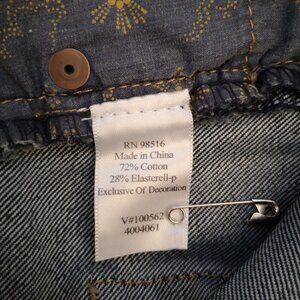 RN 98516
Made in China
72% Cotton
28% Elasterell-p
Exclusive Of Decoration
V#100562
4004061